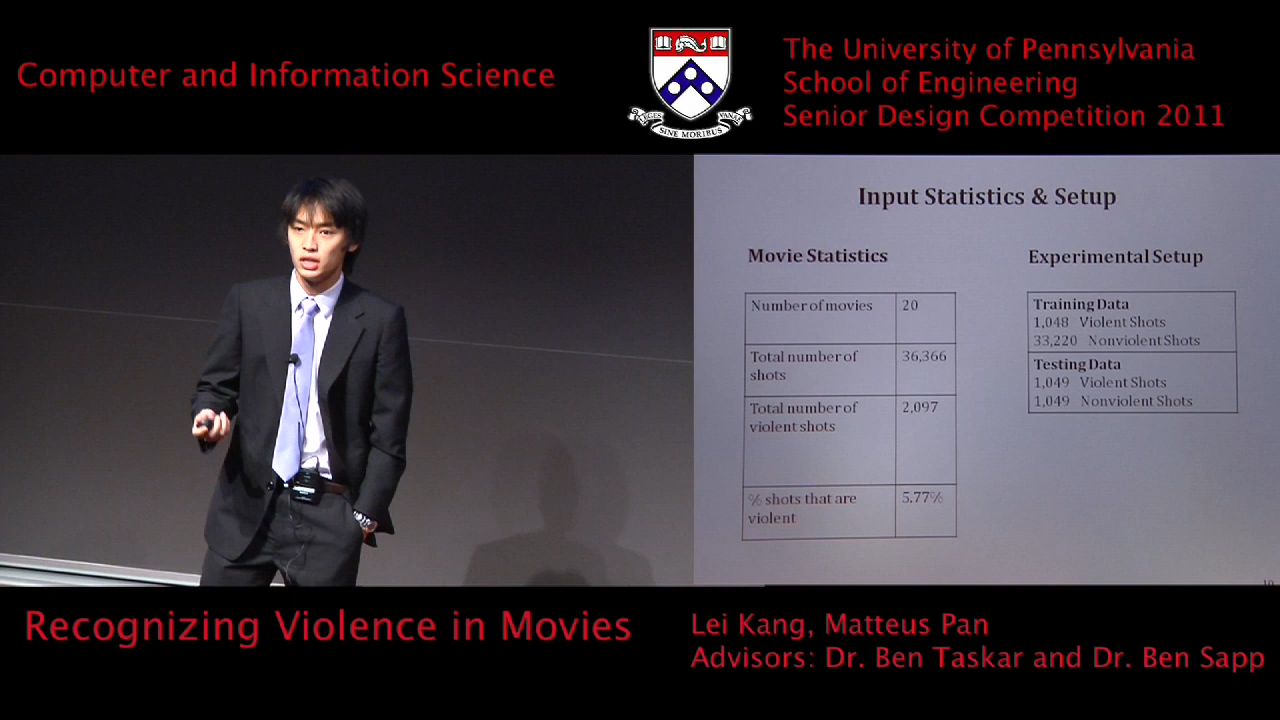 Computer and Information Science
LEGES
VANAE
SINE MORIBUS
The University of Pennsylvania
School of Engineering
Senior Design Competition 2011
Input Statistics & Setup
Movie Statistics
Number of movies 20
Total number of 36,366
shots
Total number of 2,097
violent shots
% shots that are 5.77%
violent
Experimental Setup
Training Data
1,048 Violent Shots
33,220 Nonviolent Shots
Testing Data
1,049 Violent Shots
1,049 Nonviolent Shots
Recognizing Violence in Movies
Lei Kang, Matteus Pan
Advisors: Dr. Ben Taskar and Dr. Ben Sapp